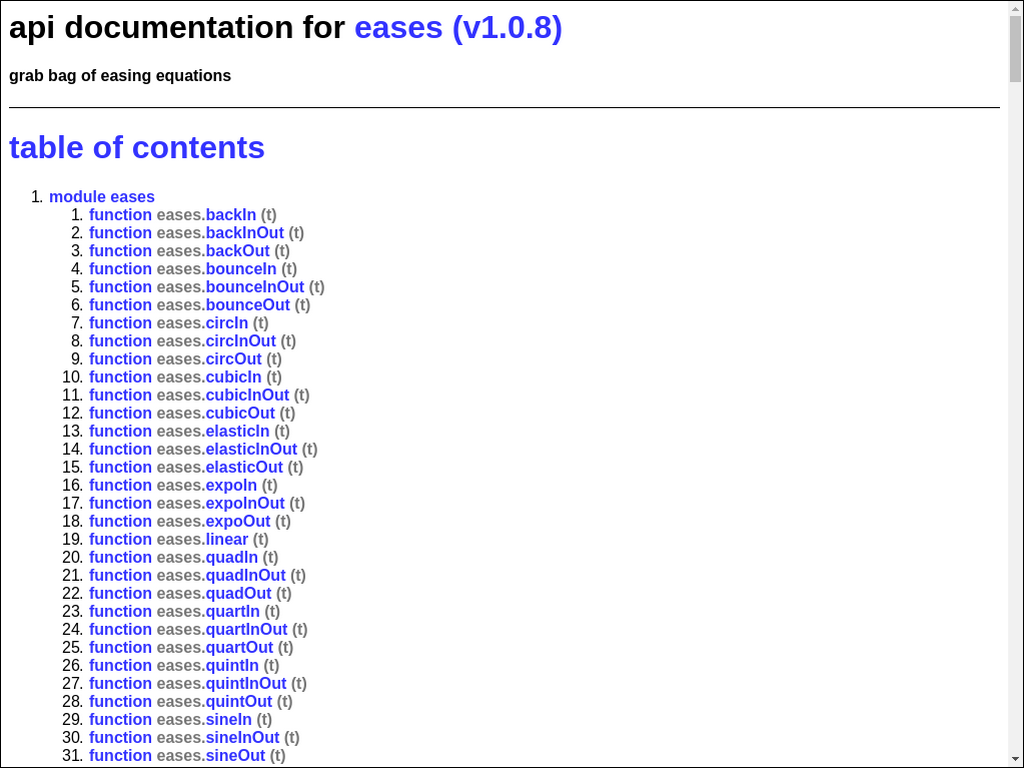 api documentation for eases (v1.0.8)
grab bag of easing equations
table of contents
1. module eases
1. function eases.backIn (t)
2. function eases.backInOut (t)
3. function eases.backOut (t)
4. function eases.bounceIn (t)
5. function eases.bounceInOut (t)
6. function eases.bounceOut (t)
7. function eases.circIn (t)
8. function eases.circInOut (t)
9. function eases.circOut (t)
10. function eases.cubicIn (t)
11. function eases.cubicInOut (t)
12. function eases.cubicOut (t)
13. function eases.elasticIn (t)
14. function eases.elasticInOut (t)
15. function eases.elasticOut (t)
16. function eases.expoIn (t)
17. function eases.expoInOut (t)
18. function eases.expoOut (t)
19. function eases.linear (t)
20. function eases.quadIn (t)
21. function eases.quadInOut (t)
22. function eases.quadOut (t)
23. function eases.quartIn (t)
24. function eases.quartInOut (t)
25. function eases.quartOut (t)
26. function eases.quintIn (t)
27. function eases.quintInOut (t)
28. function eases.quintOut (t)
29. function eases.sineIn (t)
30. function eases.sineInOut (t)
31. function eases.sineOut (t)